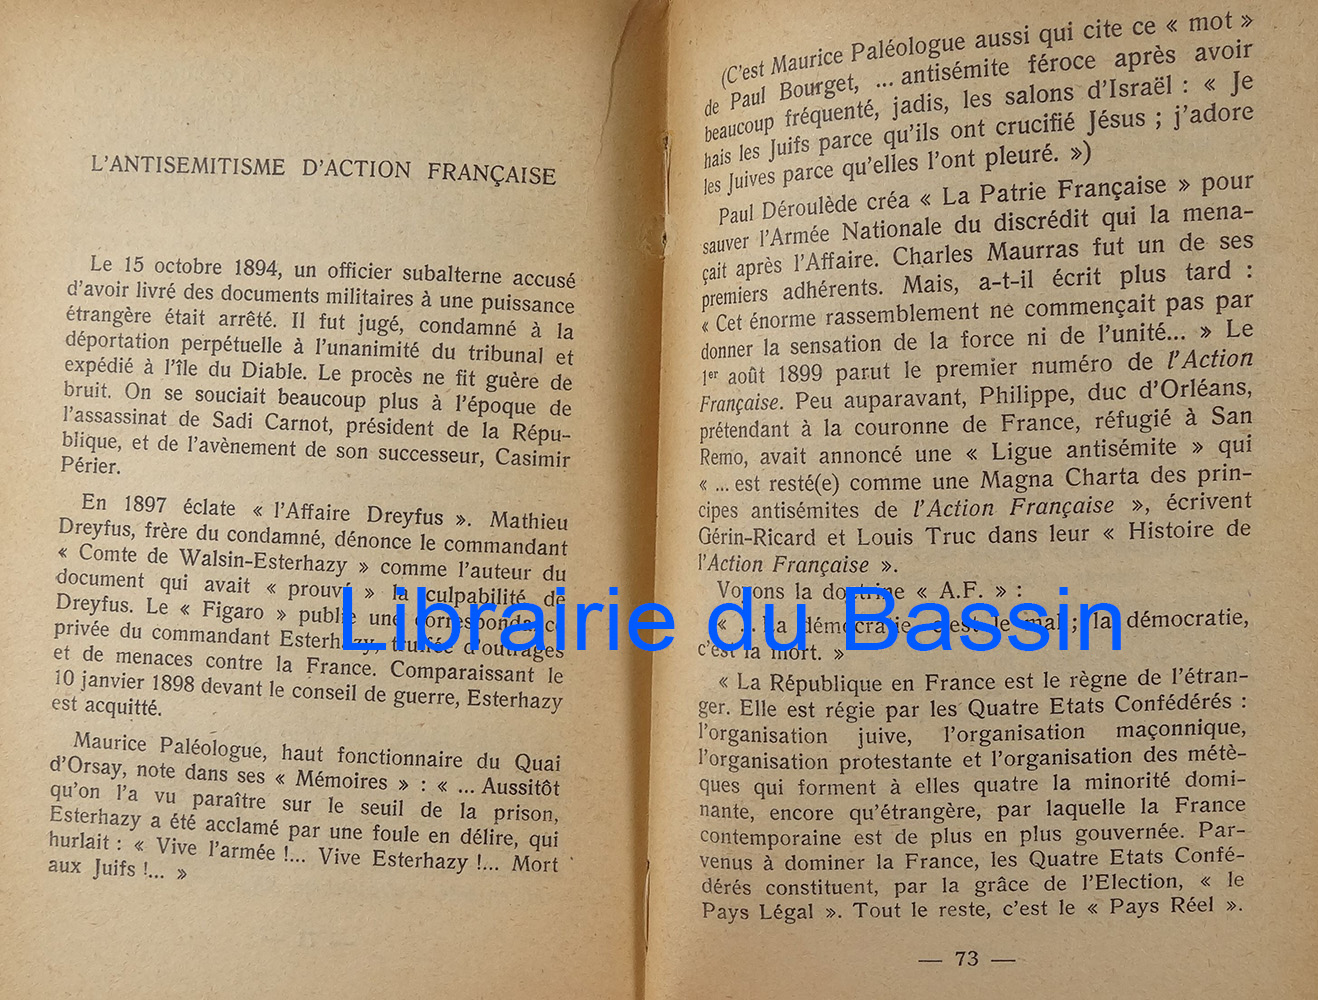 L'ANTISEMITISME D'ACTION FRANÇAISE
Le 15 octobre 1894, un officier subalterne accusé
d'avoir livré des documents militaires à une puissance
étrangère était arrêté. Il fut jugé, condamné à la
déportation perpétuelle à l'unanimité du tribunal et
expédié à l'île du Diable. Le procès ne fit guère de
bruit. On se souciait beaucoup plus à l'époque de
l'assassinat de Sadi Carnot, président de la Répu-
blique, et de l'avènement de son successeur, Casimir
Périer.
En 1897 éclate « l'Affaire Dreyfus ». Mathieu
Dreyfus, frère du condamné, dénonce le commandant
« Comte de Walsin-Esterhazy » comme l'auteur du
document qui avait « prouvé » la culpabilité de
Dreyfus. Le « Figaro » publie une correspondance
privée du commandant Esterhazy, truffée d'outrages
et de menaces contre la France. Comparaissant le
10 janvier 1898 devant le conseil de guerre, Esterhazy
est acquitté.
Maurice Paléologue, haut fonctionnaire du Quai
d'Orsay, note dans ses « Mémoires » : « ... Aussitôt
qu'on l'a vu paraître sur le seuil de la prison,
Esterhazy a été acclamé par une foule en délire, qui
hurlait : « Vive l'armée !... Vive Esterhazy !... Mort
aux Juifs !... »
(C'est Maurice Paléologue aussi qui cite ce « mot »
de Paul Bourget, ... antisémite féroce après avoir
beaucoup fréquenté, jadis, les salons d'Israël : « Je
hais les Juifs parce qu'ils ont crucifié Jésus ; j'adore
les Juives parce qu'elles l'ont pleuré. »)
Paul Déroulède créa « La Patrie Française » pour
sauver l'Armée Nationale du discrédit qui la mena-
çait après l'Affaire. Charles Maurras fut un de ses
premiers adhérents. Mais, a-t-il écrit plus tard :
« Cet énorme rassemblement ne commençait pas par
donner la sensation de la force ni de l'unité... » Le
1er août 1899 parut le premier numéro de l'Action
Française. Peu auparavant, Philippe, duc d'Orléans,
prétendant à la couronne de France, réfugié à San
Remo, avait annoncé une « Ligue antisémite » qui
« ... est resté(e) comme une Magna Charta des prin-
cipes antisémites de l'Action Française », écrivent
Gérin-Ricard et Louis Truc dans leur « Histoire de
l'Action Française ».
Voyons la doctrine « A.F. » :
« ... La démocratie, c'est le mal ; la démocratie,
c'est la mort. »
« La République en France est le règne de l'étran-
ger. Elle est régie par les Quatre Etats Confédérés :
l'organisation juive, l'organisation maçonnique,
l'organisation protestante et l'organisation des métè-
ques qui forment à elles quatre la minorité domi-
nante, encore qu'étrangère, par laquelle la France
contemporaine est de plus en plus gouvernée. Par-
venus à dominer la France, les Quatre Etats Confé-
dérés constituent, par la grâce de l'Election, « le
Pays Légal ». Tout le reste, c'est le « Pays Réel ».
— 73 —
Librairie du Bassin